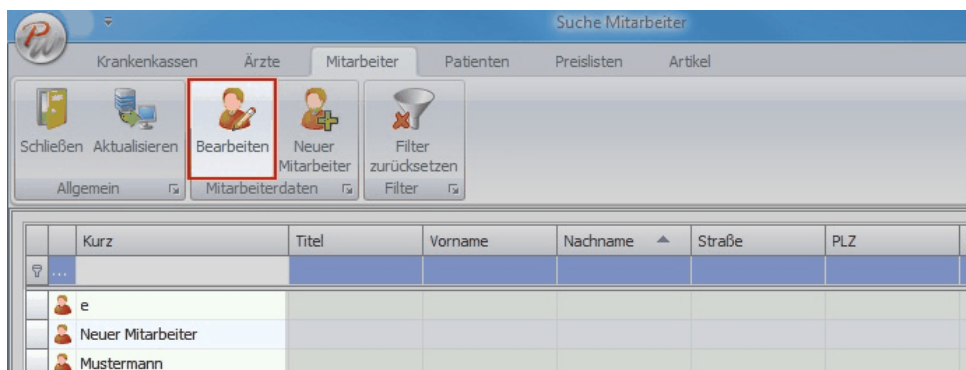 PW
Suche Mitarbeiter
Krankenkassen Ärzte Mitarbeiter Patienten Preislisten Artikel
Schließen Aktualisieren Bearbeiten Neuer Mitarbeiter Filter zurücksetzen
Allgemein Mitarbeiterdaten Filter
Kurz Titel Vorname Nachname Straße PLZ
...
e
Neuer Mitarbeiter
Mustermann